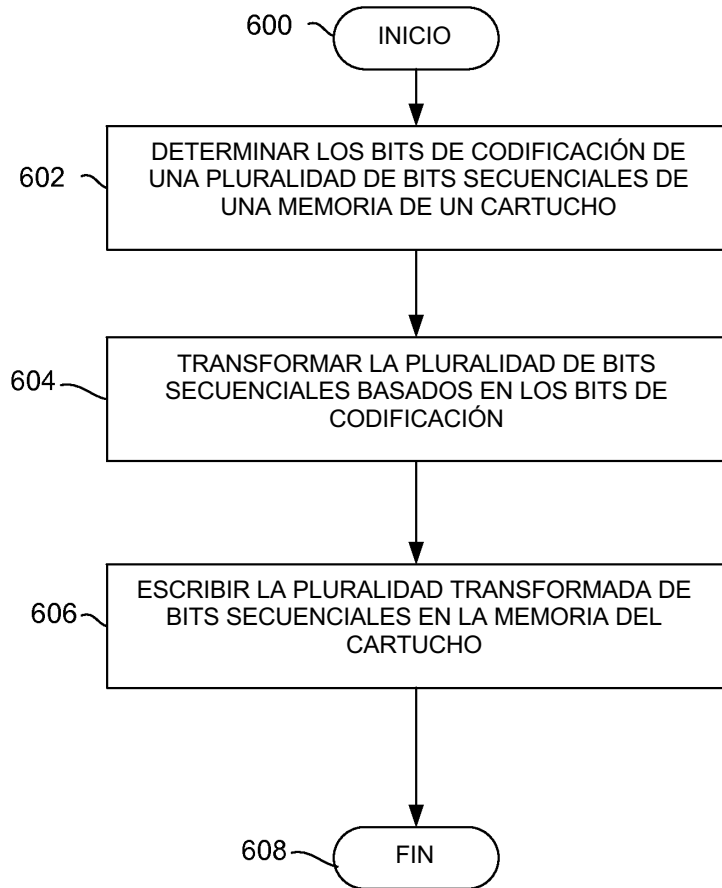 600
INICIO
602
DETERMINAR LOS BITS DE CODIFICACIÓN DE
UNA PLURALIDAD DE BITS SECUENCIALES DE
UNA MEMORIA DE UN CARTUCHO
604
TRANSFORMAR LA PLURALIDAD DE BITS
SECUENCIALES BASADOS EN LOS BITS DE
CODIFICACIÓN
606
ESCRIBIR LA PLURALIDAD TRANSFORMADA DE
BITS SECUENCIALES EN LA MEMORIA DEL
CARTUCHO
608
FIN